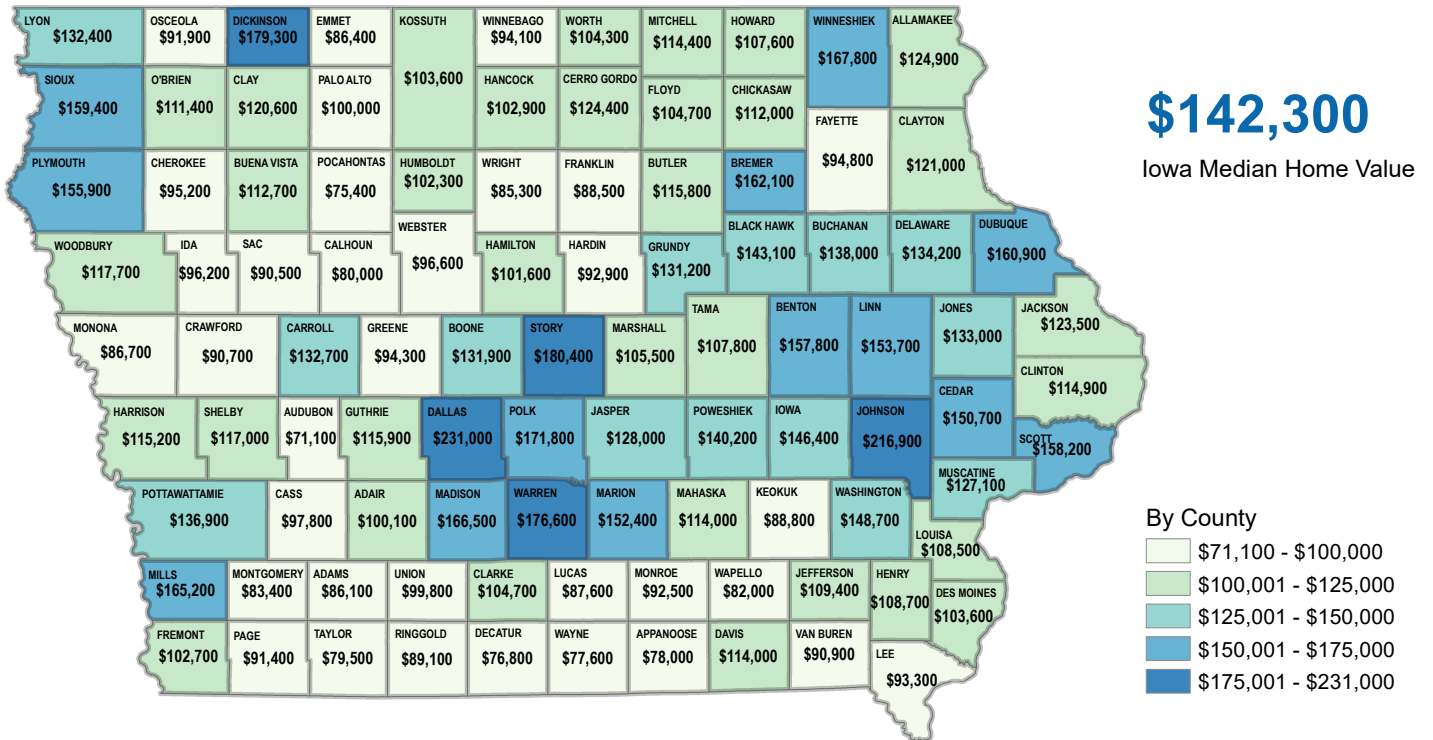 LYON
$132,400
OSCEOLA
$91,900
DICKINSON
$179,300
EMMET
$86,400
KOSSUTH
$103,600
WINNEBAGO
$94,100
WORTH
$104,300
MITCHELL
$114,400
HOWARD
$107,600
WINNESHIEK
$167,800
ALLAMAKEE
$124,900
SIOUX
$159,400
O'BRIEN
$111,400
CLAY
$120,600
PALO ALTO
$100,000
HANCOCK
$102,900
CERRO GORDO
$124,400
FLOYD
$104,700
CHICKASAW
$112,000
FAYETTE
$94,800
CLAYTON
$121,000
PLYMOUTH
$155,900
CHEROKEE
$95,200
BUENA VISTA
$112,700
POCAHONTAS
$75,400
HUMBOLDT
$102,300
WRIGHT
$85,300
FRANKLIN
$88,500
BUTLER
$115,800
BREMER
$162,100
WOODBURY
$117,700
IDA
$96,200
SAC
$90,500
CALHOUN
$80,000
WEBSTER
$96,600
HAMILTON
$101,600
HARDIN
$92,900
GRUNDY
$131,200
BLACK HAWK
$143,100
BUCHANAN
$138,000
DELAWARE
$134,200
DUBUQUE
$160,900
MONONA
$86,700
CRAWFORD
$90,700
CARROLL
$132,700
GREENE
$94,300
BOONE
$131,900
STORY
$180,400
MARSHALL
$105,500
TAMA
$107,800
BENTON
$157,800
LINN
$153,700
JONES
$133,000
JACKSON
$123,500
CLINTON
$114,900
CEDAR
$150,700
HARRISON
$115,200
SHELBY
$117,000
AUDUBON
$71,100
GUTHRIE
$115,900
DALLAS
$231,000
POLK
$171,800
JASPER
$128,000
POWESHIEK
$140,200
IOWA
$146,400
JOHNSON
$216,900
SCOTT
$158,200
MUSCATINE
$127,100
POTTAWATTAMIE
$136,900
CASS
$97,800
ADAIR
$100,100
MADISON
$166,500
WARREN
$176,600
MARION
$152,400
MAHASKA
$114,000
KEOKUK
$88,800
WASHINGTON
$148,700
LOUISA
$108,500
MILLS
$165,200
MONTGOMERY
$83,400
ADAMS
$86,100
UNION
$99,800
CLARKE
$104,700
LUCAS
$87,600
MONROE
$92,500
WAPELLO
$82,000
JEFFERSON
$109,400
HENRY
$108,700
DES MOINES
$103,600
FREMONT
$102,700
PAGE
$91,400
TAYLOR
$79,500
RINGGOLD
$89,100
DECATUR
$76,800
WAYNE
$77,600
APPANOOSE
$78,000
DAVIS
$114,000
VAN BUREN
$90,900
LEE
$93,300
$142,300
Iowa Median Home Value
By County
$71,100 - $100,000
$100,001 - $125,000
$125,001 - $150,000
$150,001 - $175,000
$175,001 - $231,000